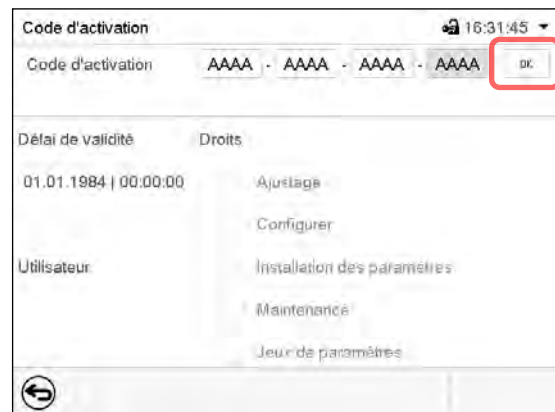 Code d'activation 16:31:45
Code d'activation AAAA - AAAA - AAAA - AAAA OK
Délai de validité Droits
01.01.1984 | 00:00:00 Ajustage
Configurer
Utilisateur Installation des paramètres
Maintenance
Jeux de paramètres